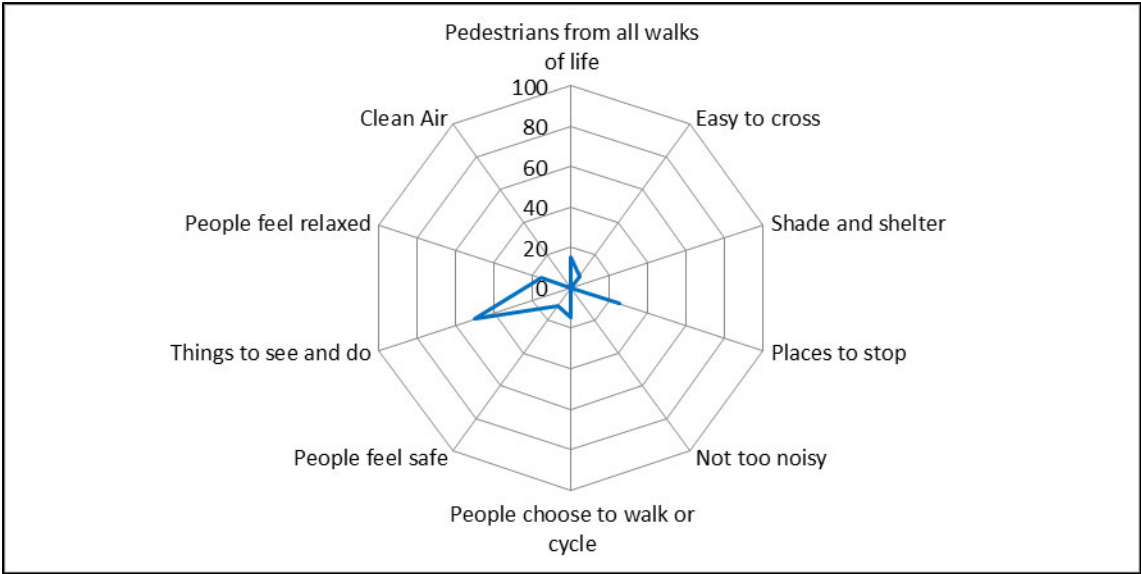 Pedestrians from all walks
of life
100
80
60
40
20
0
Easy to cross
Shade and shelter
Places to stop
Not too noisy
People choose to walk or
cycle
People feel safe
Things to see and do
People feel relaxed
Clean Air